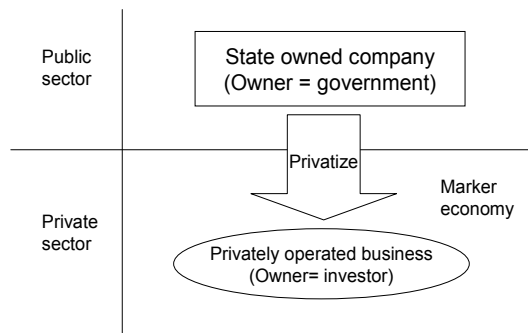 Public
sector
State owned company
(Owner = government)
Privatize
Marker
economy
Private
sector
Privately operated business
(Owner= investor)